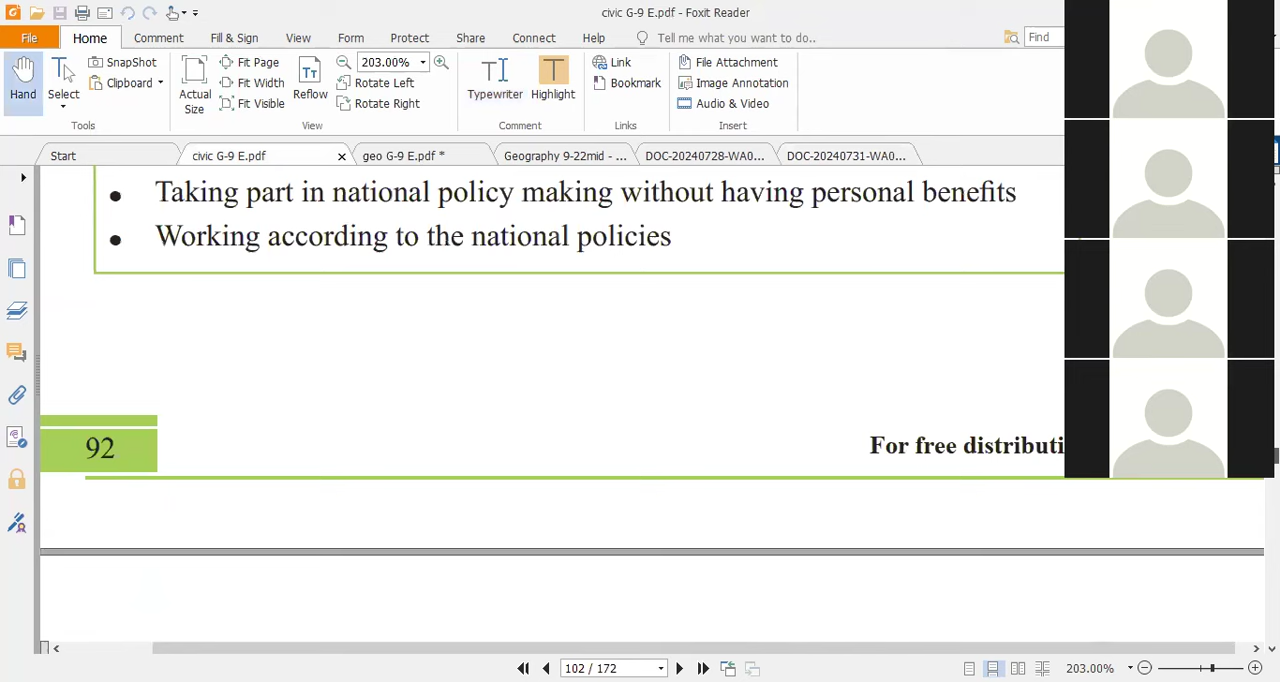 civic G-9 E.pdf - Foxit Reader
File Home Comment Fill & Sign View Form Protect Share Connect Help Tell me what you want to do.. Find
Hand Select SnapShot Clipboard Actual Size Fit Page Fit Width Fit Visible Reflow 203.00% Rotate Left Rotate Right Typewriter Highlight Link Bookmark File Attachment Image Annotation Audio & Video
Tools View Comment Links Insert
Start civic G-9 E.pdf geo G-9 E.pdf * Geography 9-22mid - ... DOC-20240728-WA0... DOC-20240731-WA0...
• Taking part in national policy making without having personal benefits
• Working according to the national policies
92 For free distributi
102 / 172 203.00%